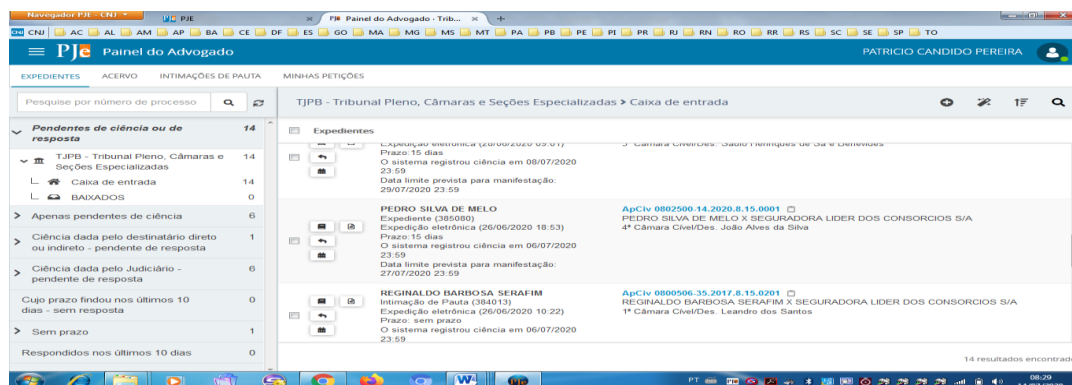 Navegador PJE - CNJ
PJE
PJe Painel do Advogado · Trib...
CNJ AC AL AM AP BA CE DF ES GO MA MG MS MT PA PB PE PI PR RJ RN RO RR RS SC SE SP TO
PJe Painel do Advogado
PATRICIO CANDIDO PEREIRA
EXPEDIENTES ACERVO INTIMAÇÕES DE PAUTA MINHAS PETIÇÕES
Pesquise por número de processo
TJPB - Tribunal Pleno, Câmaras e Seções Especializadas > Caixa de entrada
Pendentes de ciência ou de resposta 14
TJPB - Tribunal Pleno, Câmaras e Seções Especializadas 14
Caixa de entrada 14
BAIXADOS 0
Apenas pendentes de ciência 6
Ciência dada pelo destinatário direto ou indireto - pendente de resposta 1
Ciência dada pelo Judiciário - pendente de resposta 6
Cujo prazo findou nos últimos 10 dias - sem resposta 0
Sem prazo 1
Respondidos nos últimos 10 dias 0
Expedientes
Prazo:15 dias
O sistema registrou ciência em 08/07/2020
23:59
Data limite prevista para manifestação:
29/07/2020 23:59
PEDRO SILVA DE MELO
Expediente (385080)
Expedição eletrônica (26/06/2020 18:53)
Prazo:15 dias
O sistema registrou ciência em 06/07/2020
23:59
Data limite prevista para manifestação:
27/07/2020 23:59
ApCiv 0802500-14.2020.8.15.0001
PEDRO SILVA DE MELO X SEGURADORA LIDER DOS CONSORCIOS S/A
4ª Câmara Cível/Des. João Alves da Silva
REGINALDO BARBOSA SERAFIM
Intimação de Pauta (384013)
Expedição eletrônica (26/06/2020 10:22)
Prazo: sem prazo
O sistema registrou ciência em 06/07/2020
23:59
ApCiv 0800506-35.2017.8.15.0201
REGINALDO BARBOSA SERAFIM X SEGURADORA LIDER DOS CONSORCIOS S/A
1ª Câmara Cível/Des. Leandro dos Santos
14 resultados encontrad
PT
08:29